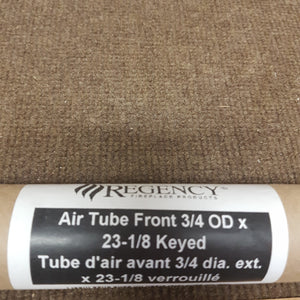 REGENCY
FIREPLACE PRODUCTS
Air Tube Front 3/4 OD x
23-1/8 Keyed
Tube d'air avant 3/4 dia. ext.
x 23-1/8 verrouillé